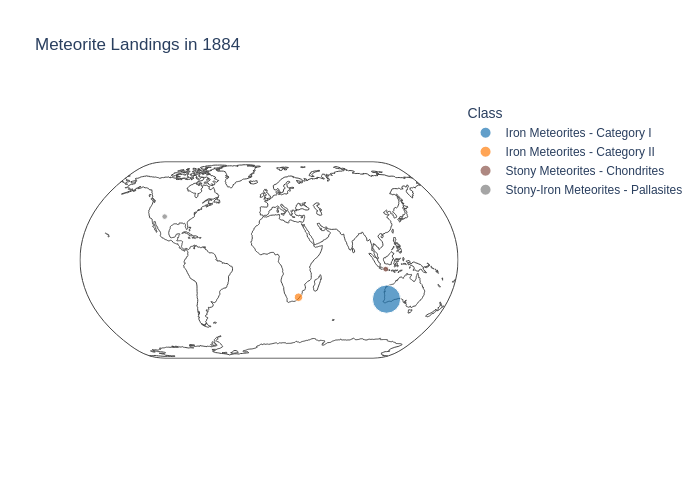 Meteorite Landings in 1884
Class
Iron Meteorites - Category I
Iron Meteorites - Category II
Stony Meteorites - Chondrites
Stony-Iron Meteorites - Pallasites